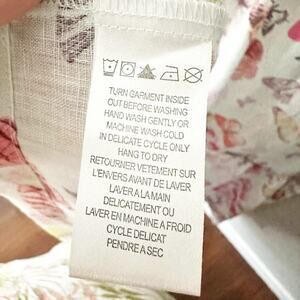 TURN GARMENT INSIDE
OUT BEFORE WASHING
HAND WASH GENTLY OR
MACHINE WASH COLD
IN DELICATE CYCLE ONLY
HANG TO DRY
RETOURNER VETEMENT SUR
L'ENVERS AVANT DE LAVER
LAVER A LA MAIN
DELICATEMENT OU
LAVER EN MACHINE A FROID
CYCLE DELICAT
PENDRE A SEC